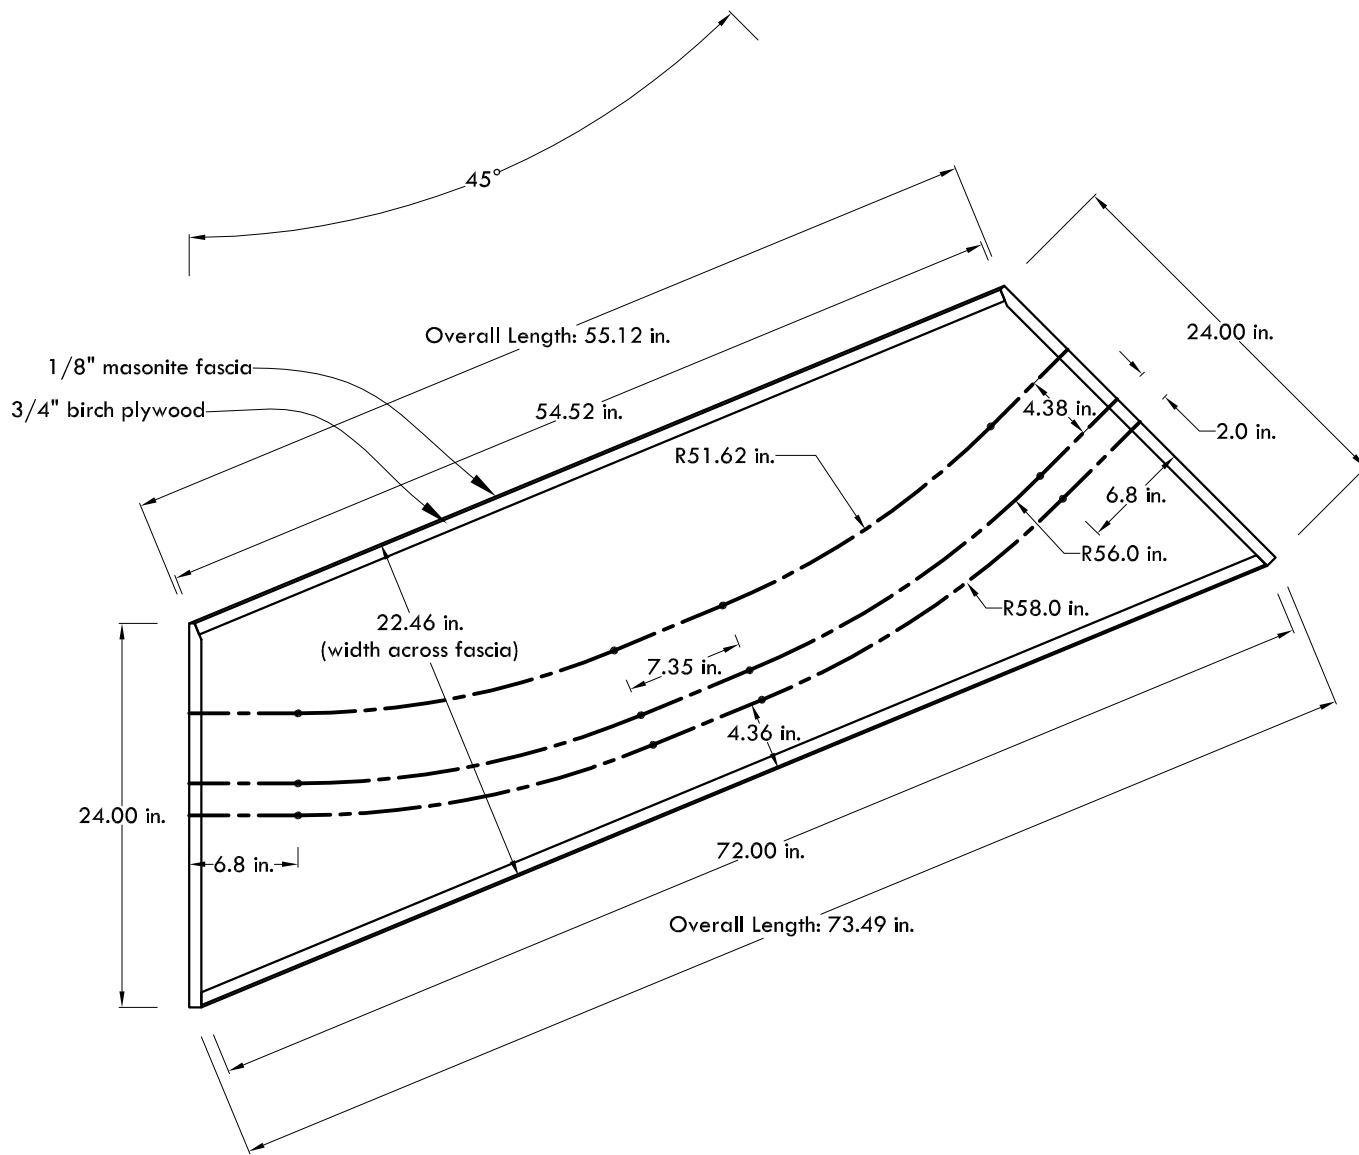 45°
Overall Length: 55.12 in.
24.00 in.
1/8" masonite fascia
3/4" birch plywood
54.52 in.
4.38 in.
2.0 in.
R51.62 in.
6.8 in.
R56.0 in.
R58.0 in.
22.46 in.
(width across fascia)
7.35 in.
4.36 in.
24.00 in.
6.8 in.
72.00 in.
Overall Length: 73.49 in.